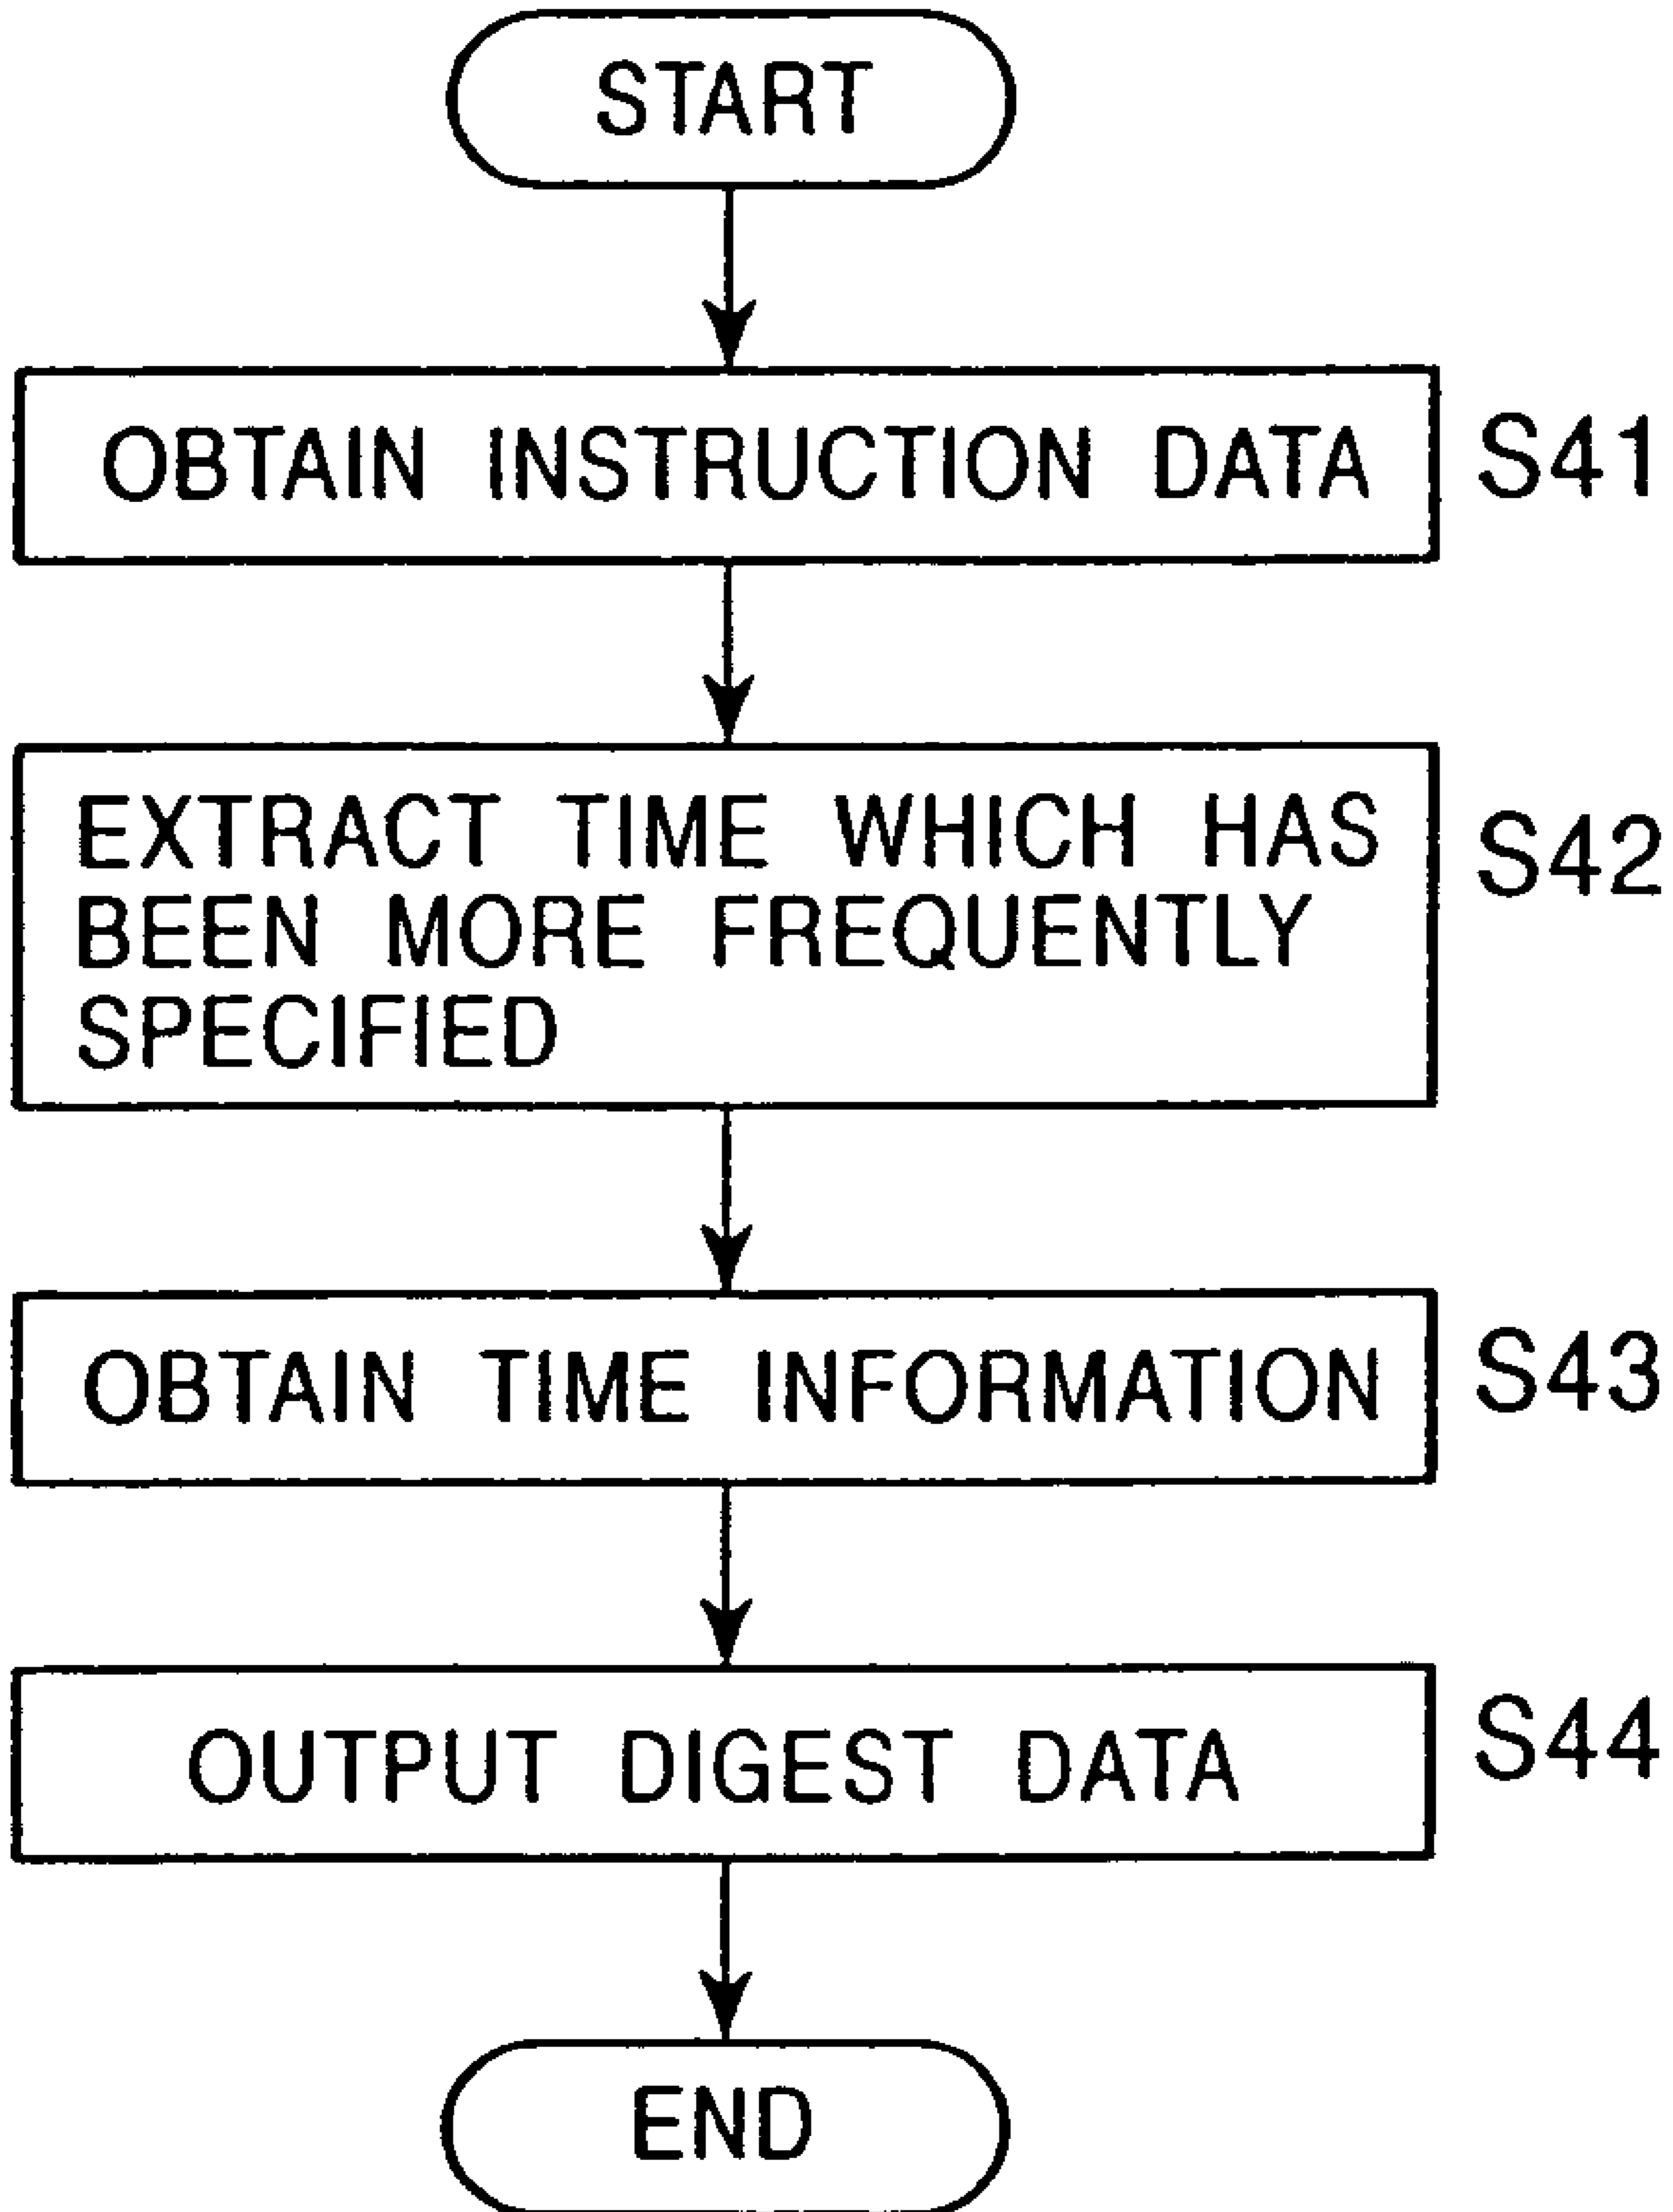 START
OBTAIN INSTRUCTION DATA S41
EXTRACT TIME WHICH HAS S42
BEEN MORE FREQUENTLY
SPECIFIED
OBTAIN TIME INFORMATION S43
OUTPUT DIGEST DATA S44
END